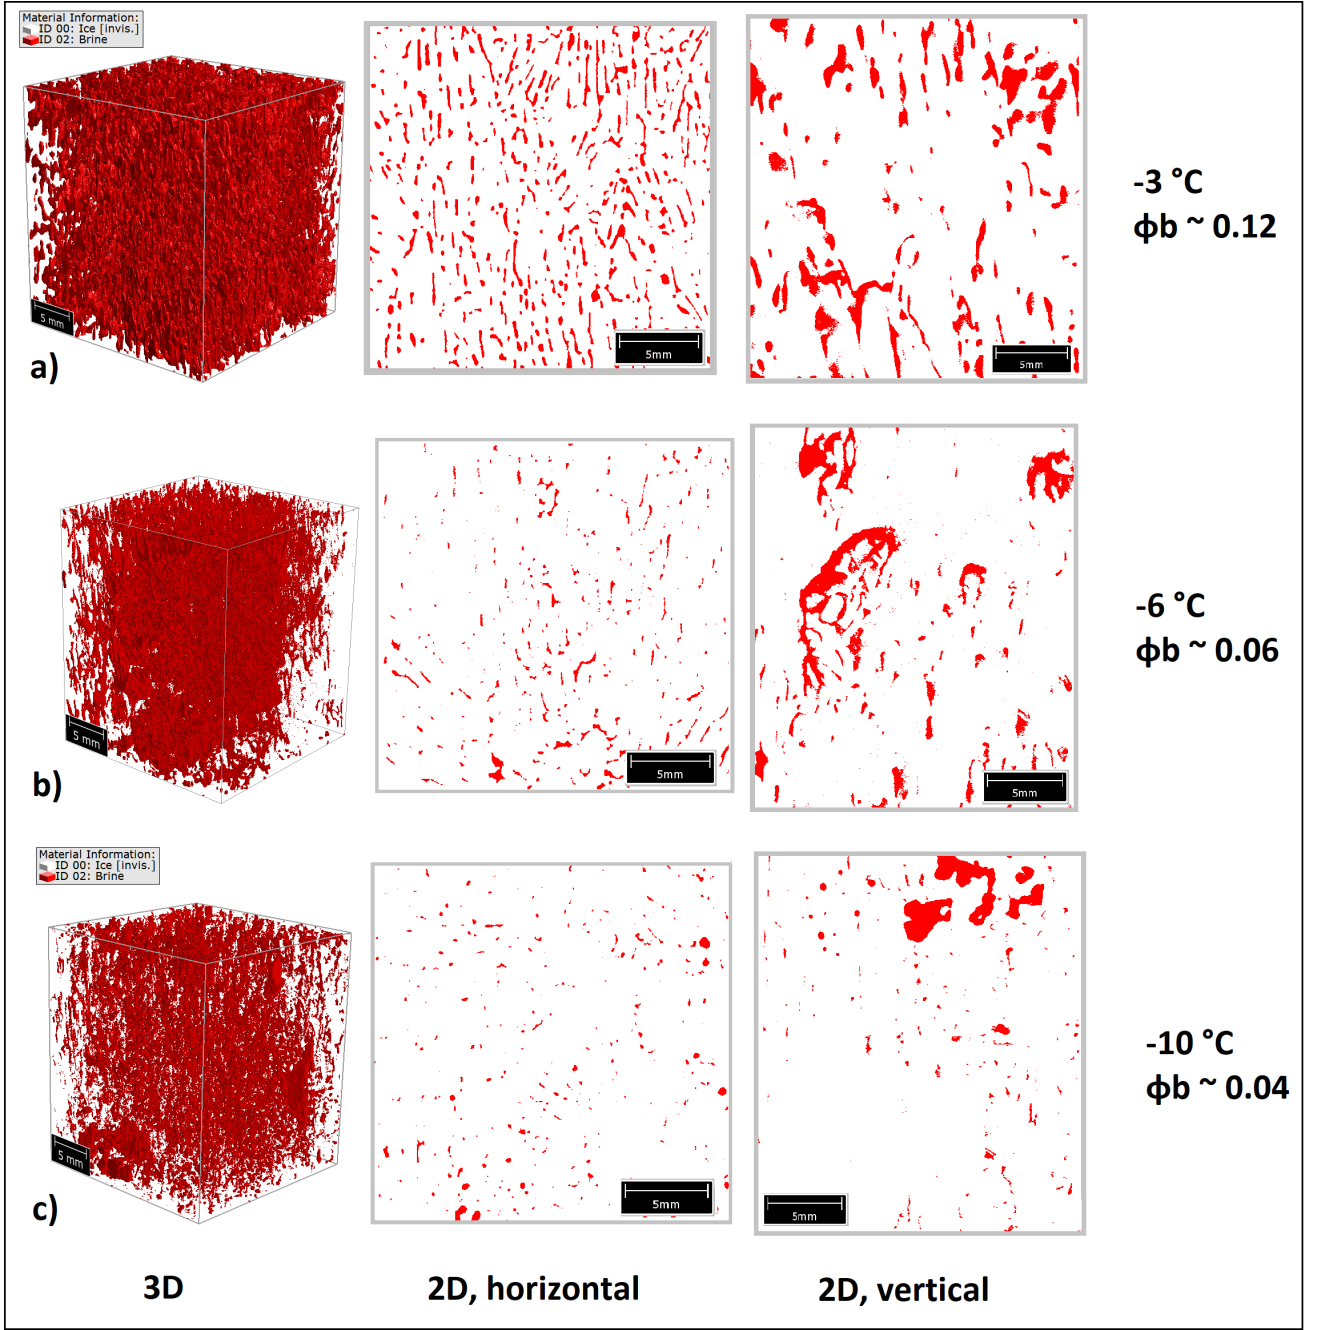 Material Information:
ID 00: Ice [invis.]
ID 02: Brine
5 mm
5mm
5mm
-3 °C
ϕb ~ 0.12
a)
5 mm
5mm
5mm
-6 °C
ϕb ~ 0.06
b)
Material Information:
ID 00: Ice [invis.]
ID 02: Brine
5 mm
5mm
5mm
-10 °C
ϕb ~ 0.04
c)
3D
2D, horizontal
2D, vertical